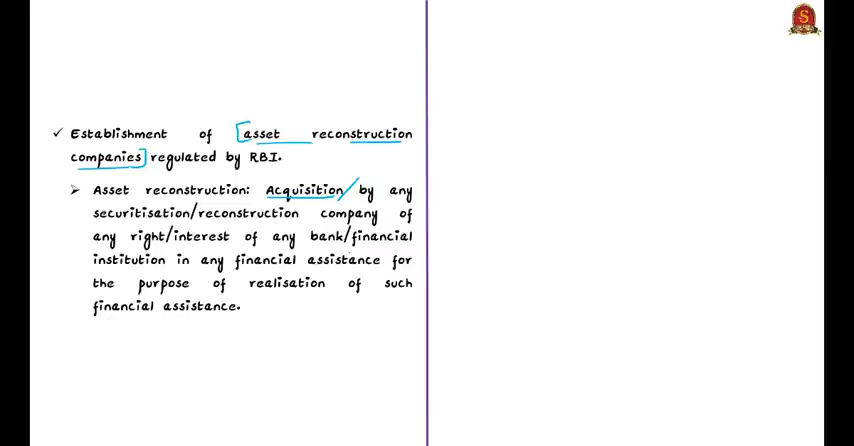 ✓ Establishment of asset reconstruction
companies regulated by RBI.
➢ Asset reconstruction: Acquisition by any
securitisation/reconstruction company of
any right/interest of any bank/financial
institution in any financial assistance for
the purpose of realisation of such
financial assistance.
S